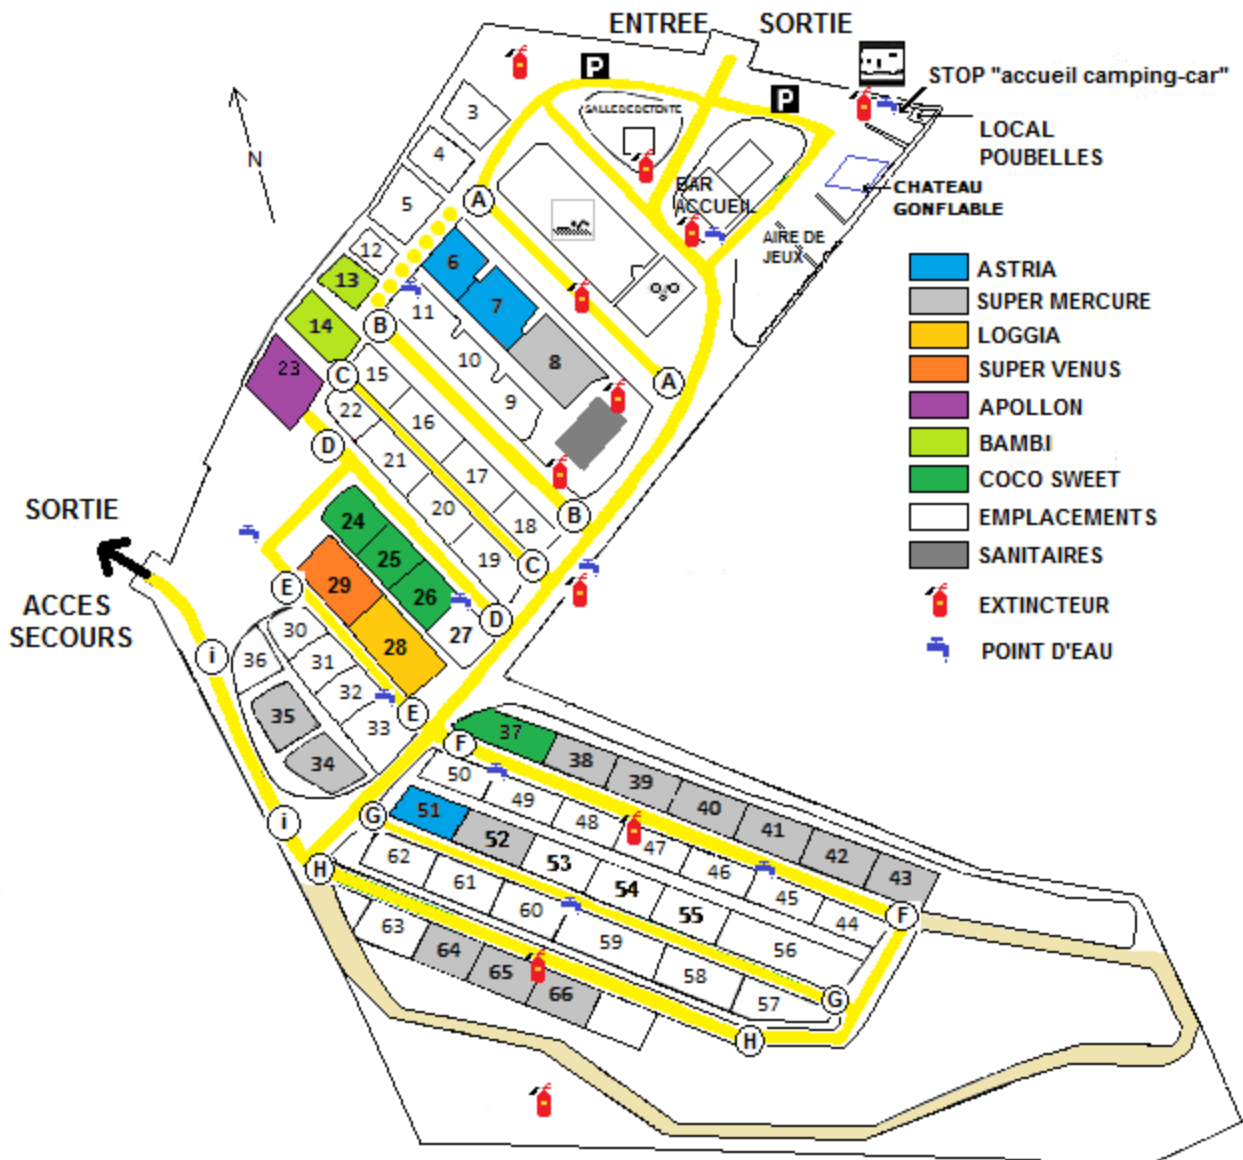 ENTREE SORTIE
P
STOP "accueil camping-car"
P
3
SALLE DE DETENTE
LOCAL
POUBELLES
4
N
BAR
ACCUEIL
CHATEAU
GONFLABLE
5
A
AIRE DE
JEUX
12
6
13
7
11
8
14
B
10
A
23
C
15
9
22
16
D
21
17
20
18
B
19
C
ASTRIA
SUPER MERCURE
LOGGIA
SUPER VENUS
APOLLON
BAMBI
COCO SWEET
EMPLACEMENTS
SANITAIRES
EXTINCTEUR
POINT D'EAU
SORTIE
ACCES
SECOURS
24
25
26
27
D
E
29
28
E
30
31
32
33
36
35
34
i
i
F
37
38
39
40
41
42
43
F
50
49
48
47
46
45
44
G
51
52
53
54
55
56
G
62
61
60
59
58
57
H
63
64
65
66
H